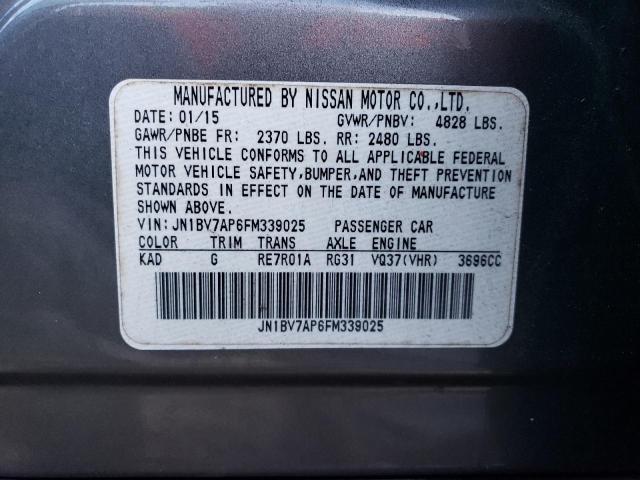 MANUFACTURED BY NISSAN MOTOR CO.,LTD.
DATE: 01/15 GVWR/PNBV: 4828 LBS.
GAWR/PNBE FR: 2370 LBS. RR: 2480 LBS.
THIS VEHICLE CONFORMS TO ALL APPLICABLE FEDERAL
MOTOR VEHICLE SAFETY,BUMPER,AND THEFT PREVENTION
STANDARDS IN EFFECT ON THE DATE OF MANUFACTURE
SHOWN ABOVE.
VIN: JN1BV7AP6FM339025 PASSENGER CAR
COLOR TRIM TRANS AXLE ENGINE
KAD G RE7R01A RG31 VQ37(VHR) 3696CC
JN1BV7AP6FM339025